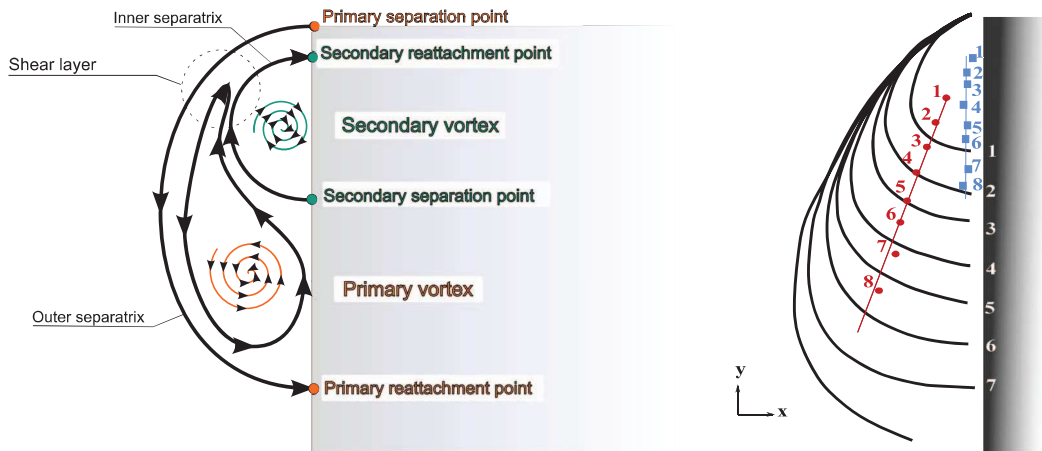 Primary separation point
Inner separatrix
Secondary reattachment point
Shear layer
Secondary vortex
Secondary separation point
Primary vortex
Outer separatrix
Primary reattachment point
1
2
3
4
5
6
7
8
1
2
3
4
5
6
7
8
1
2
3
4
5
6
7
y
x